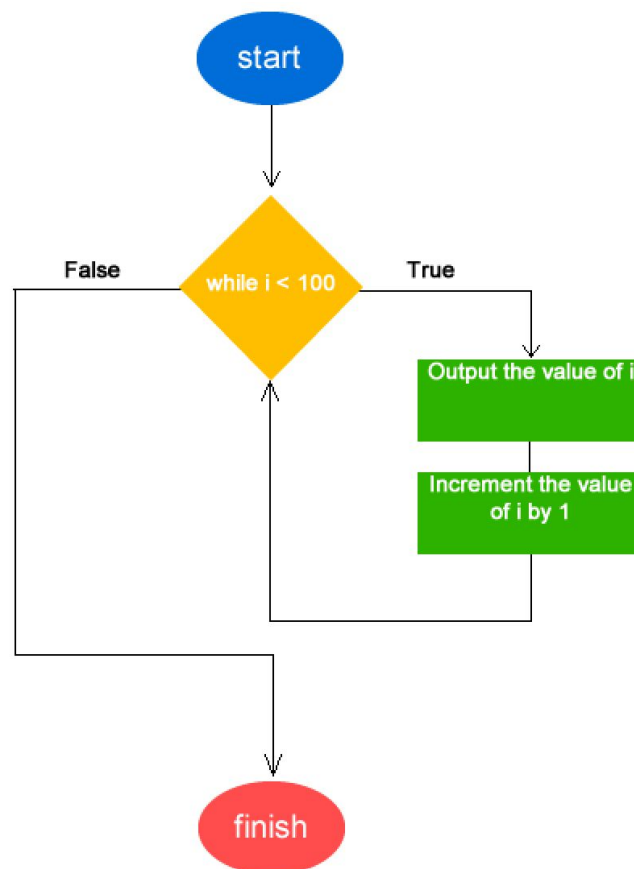 start
False
while i < 100
True
Output the value of i
Increment the value
of i by 1
finish